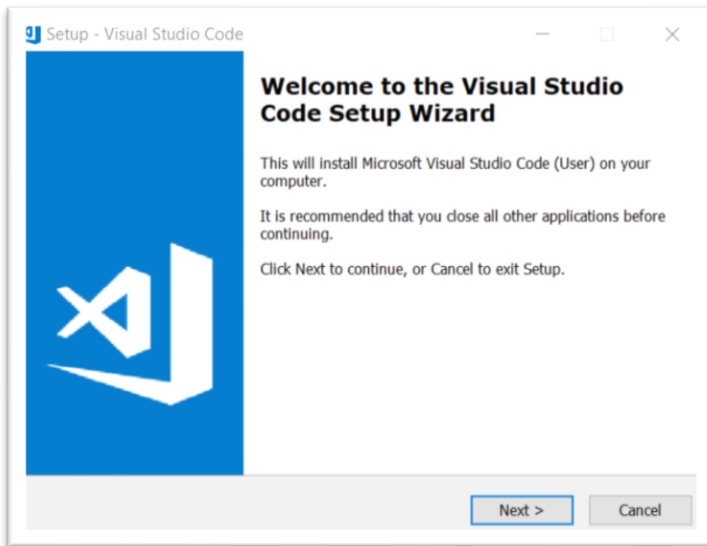 Setup - Visual Studio Code
Welcome to the Visual Studio
Code Setup Wizard
This will install Microsoft Visual Studio Code (User) on your
computer.
It is recommended that you close all other applications before
continuing.
Click Next to continue, or Cancel to exit Setup.
Next >
Cancel